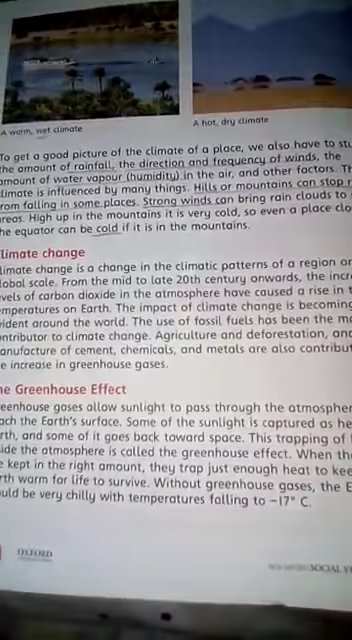 A warm, wet climate
A hot, dry climate
To get a good picture of the climate of a place, we also have to stu
the amount of rainfall, the direction and frequency of winds, the
amount of water vapour (humidity) in the air, and other factors. Th
limate is influenced by many things. Hills or mountains can stop r
rom falling in some places. Strong winds can bring rain clouds to
reas. High up in the mountains it is very cold, so even a place clo
he equator can be cold if it is in the mountains.
limate change
limate change is a change in the climatic patterns of a region or
lobal scale. From the mid to late 20th century onwards, the incre
vels of carbon dioxide in the atmosphere have caused a rise in t
mperatures on Earth. The impact of climate change is becoming
vident around the world. The use of fossil fuels has been the mo
ontributor to climate change. Agriculture and deforestation, and
anufacture of cement, chemicals, and metals are also contribut
e increase in greenhouse gases.
he Greenhouse Effect
eenhouse gases allow sunlight to pass through the atmospher
ach the Earth's surface. Some of the sunlight is captured as he
rth, and some of it goes back toward space. This trapping of h
ide the atmosphere is called the greenhouse effect. When the
e kept in the right amount, they trap just enough heat to kee
rth warm for life to survive. Without greenhouse gases, the E
uld be very chilly with temperatures falling to –17° C.
OXFORD
SOCIAL ST